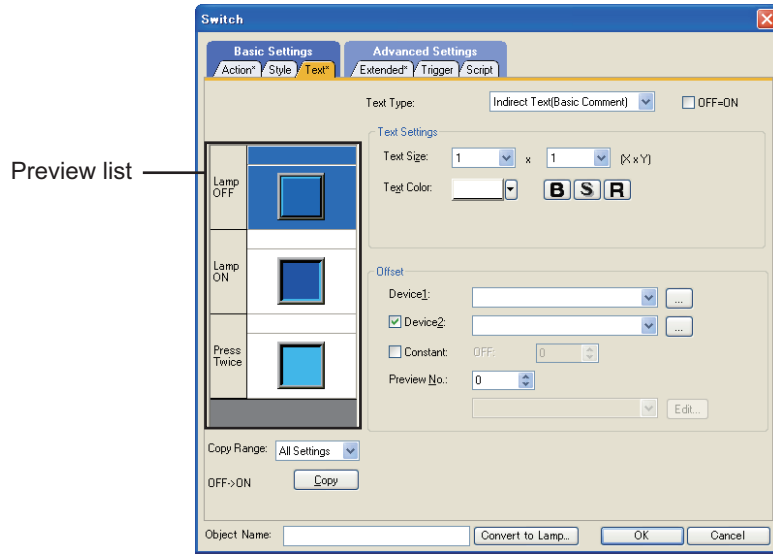 Switch
Basic Settings
Advanced Settings
Action* Style Text* Extended* Trigger Script
Text Type: Indirect Text(Basic Comment) OFF=ON
Preview list
Lamp
OFF
Lamp
ON
Press
Twice
Text Settings
Text Size: 1 x 1 (X x Y)
Text Color: B S R
Offset
Device1: ...
Device2: ...
Constant: OFF: 0
Preview No.: 0
Edit...
Copy Range: All Settings
OFF->ON Copy
Object Name: Convert to Lamp... OK Cancel